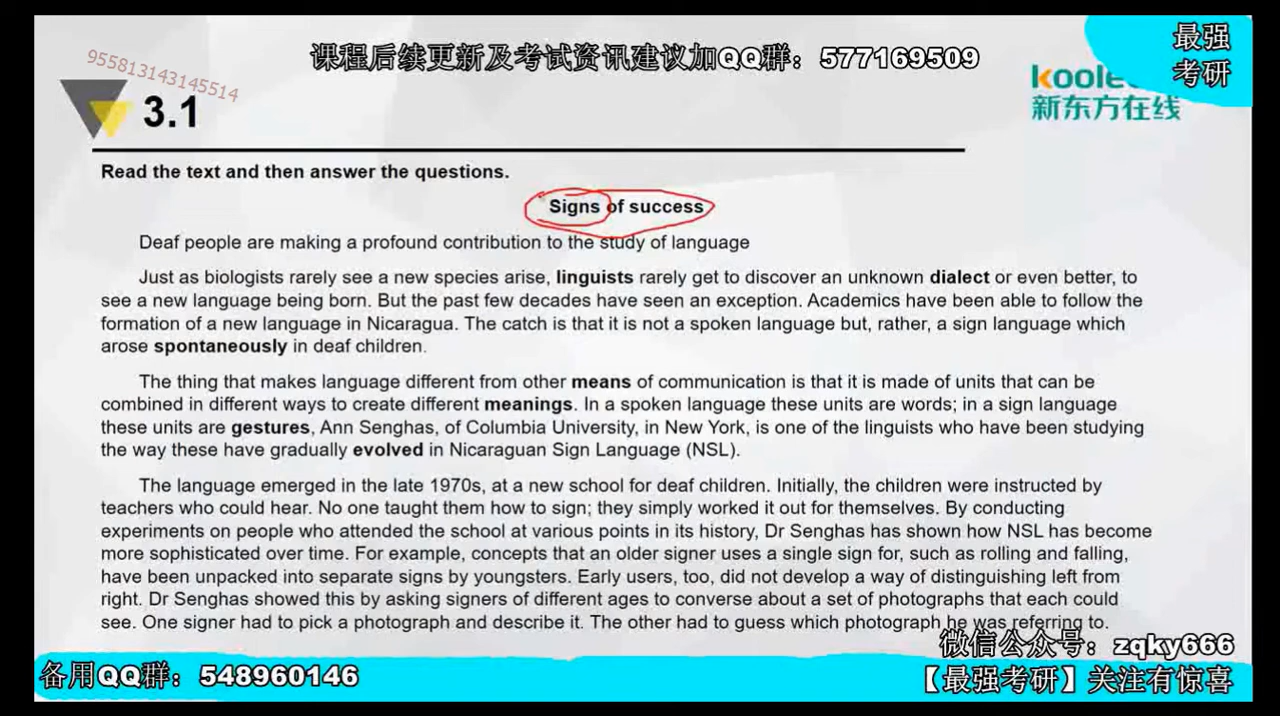 课程后续更新及考试资讯建议加QQ群：577169509
最强
考研
955813143145514
3.1
新东方在线
Read the text and then answer the questions.
Signs of success
Deaf people are making a profound contribution to the study of language
Just as biologists rarely see a new species arise, linguists rarely get to discover an unknown dialect or even better, to
see a new language being born. But the past few decades have seen an exception. Academics have been able to follow the
formation of a new language in Nicaragua. The catch is that it is not a spoken language but, rather, a sign language which
arose spontaneously in deaf children.
The thing that makes language different from other means of communication is that it is made of units that can be
combined in different ways to create different meanings. In a spoken language these units are words; in a sign language
these units are gestures, Ann Senghas, of Columbia University, in New York, is one of the linguists who have been studying
the way these have gradually evolved in Nicaraguan Sign Language (NSL).
The language emerged in the late 1970s, at a new school for deaf children. Initially, the children were instructed by
teachers who could hear. No one taught them how to sign; they simply worked it out for themselves. By conducting
experiments on people who attended the school at various points in its history, Dr Senghas has shown how NSL has become
more sophisticated over time. For example, concepts that an older signer uses a single sign for, such as rolling and falling,
have been unpacked into separate signs by youngsters. Early users, too, did not develop a way of distinguishing left from
right. Dr Senghas showed this by asking signers of different ages to converse about a set of photographs that each could
see. One signer had to pick a photograph and describe it. The other had to guess which photograph he was referring to.
微信公众号：zqky666
备用QQ群：548960146
【最强考研】关注有惊喜